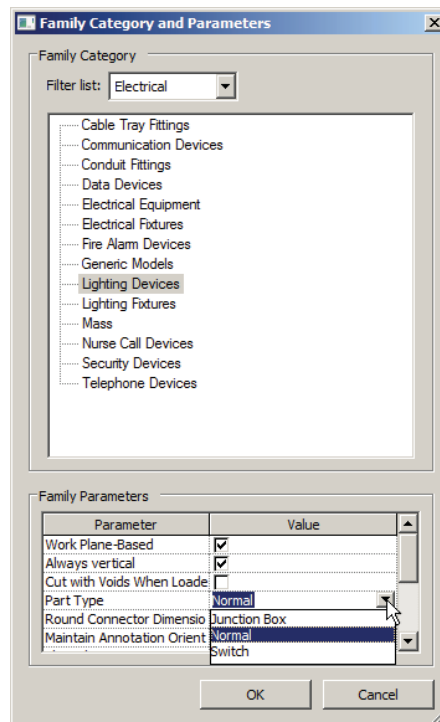 Family Category and Parameters
Family Category
Filter list: Electrical
Cable Tray Fittings
Communication Devices
Conduit Fittings
Data Devices
Electrical Equipment
Electrical Fixtures
Fire Alarm Devices
Generic Models
Lighting Devices
Lighting Fixtures
Mass
Nurse Call Devices
Security Devices
Telephone Devices
Family Parameters
Parameter Value
Work Plane-Based
Always vertical
Cut with Voids When Loade
Part Type Normal
Round Connector Dimensio Junction Box
Maintain Annotation Orient Normal
Switch
OK Cancel